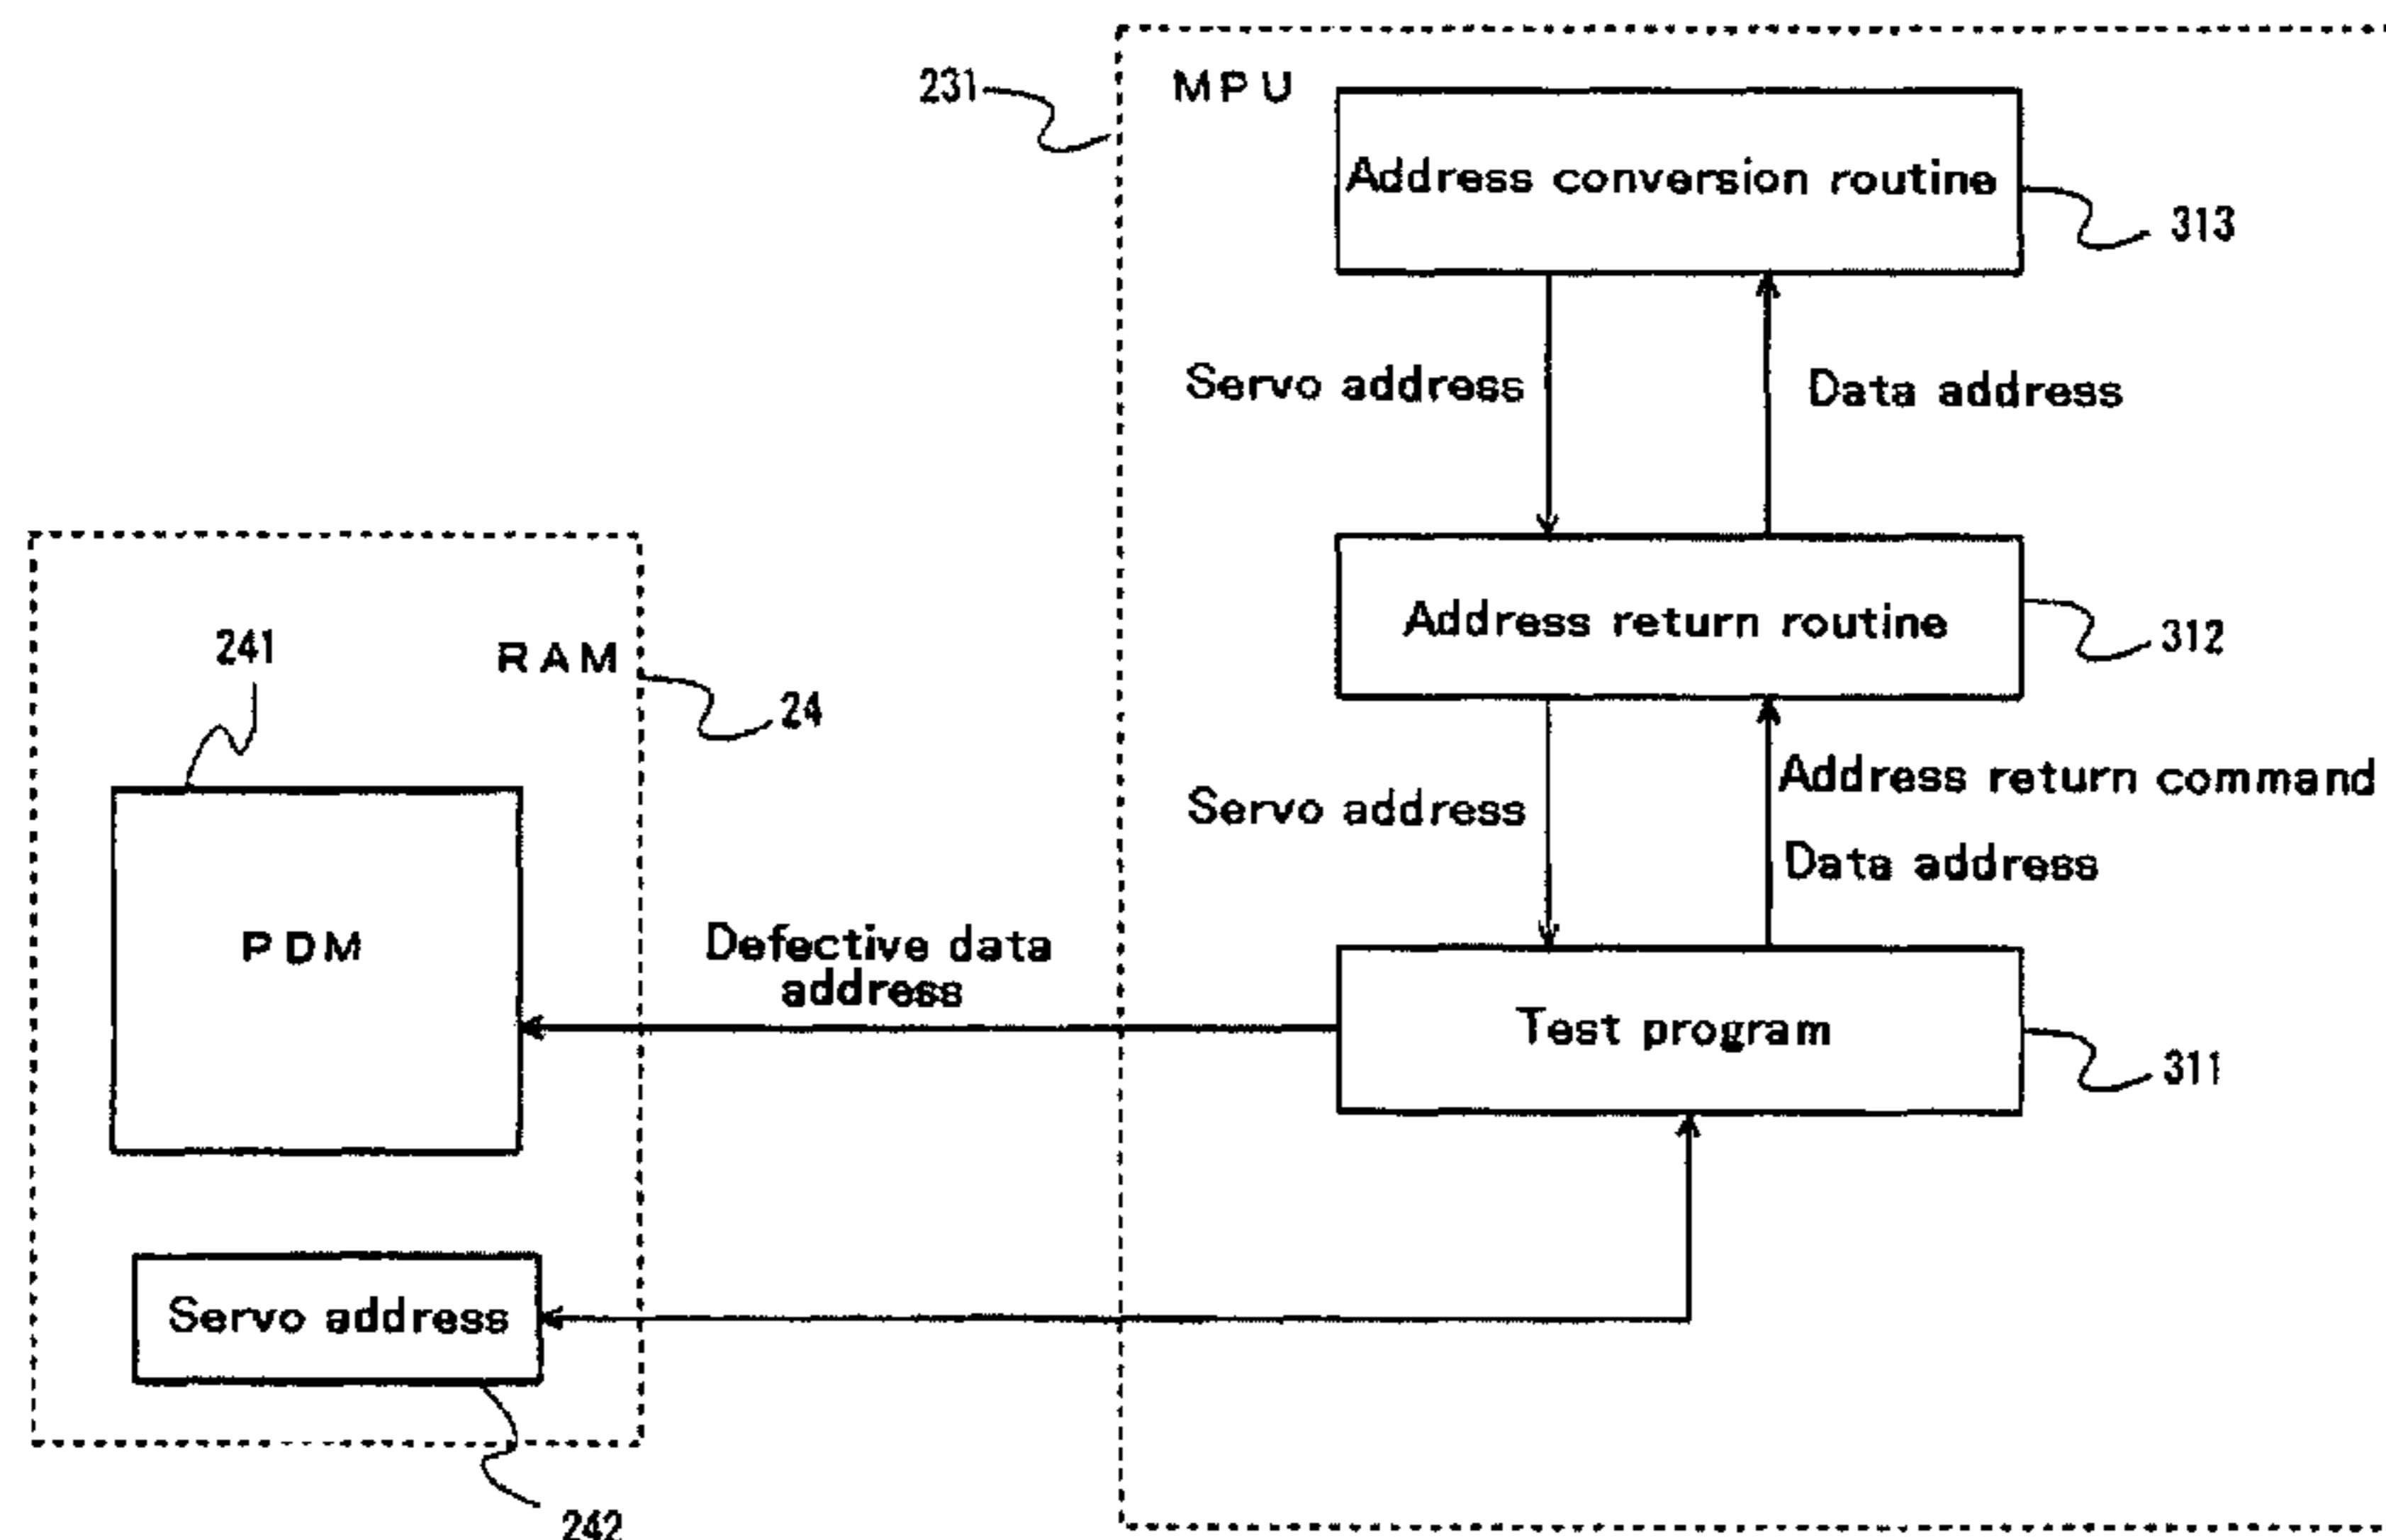 231
MPU
Address conversion routine
313
Servo address
Data address
Address return routine
312
241
RAM
24
Servo address
Address return command
Data address
PDM
Defective data
address
Test program
311
Servo address
242